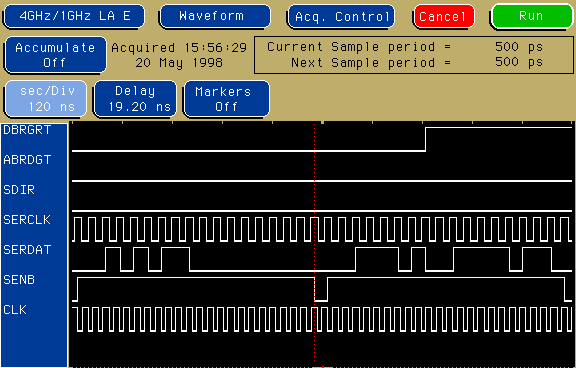 4GHz/1GHz LA E Waveform Acq. Control Cancel Run
Accumulate Off
Acquired 15:56:29
20 May 1998
Current Sample period = 500 ps
Next Sample period = 500 ps
sec/Div
120 ns
Delay
19.20 ns
Markers
Off
DBRGRT
ABRDGT
SDIR
SERCLK
SERDAT
SENB
CLK